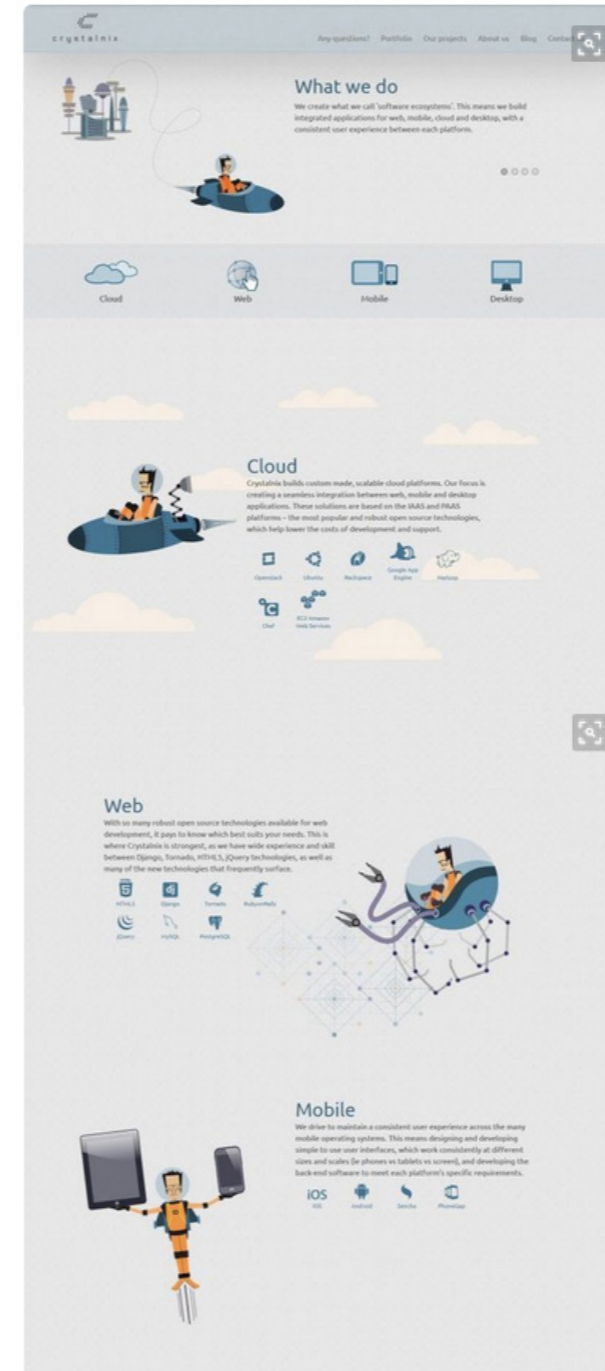 crystalnix.
Any questions? Portfolio Our projects About us Blog Contact
What we do
We create what we call 'software ecosystems'. This means we build
integrated applications for web, mobile, cloud and desktop, with a
consistent user experience between each platform.
Cloud Web Mobile Desktop
Cloud
Crystalnix builds custom made, scalable cloud platforms. Our focus is
creating a seamless integration between web, mobile and desktop
applications. These solutions are based on the IAAS and PAAS
platforms – the most popular and robust open source technologies,
which help lower the costs of development and support.
Openstack Ubuntu Rackspace Google App Engine Hadoop
Chef EC2 Amazon Web Services
Web
With so many robust open source technologies available for web
development, it pays to know which best suits your needs. This is
where Crystalnix is strongest, as we have wide experience and skill
between Django, Tornado, HTML5, jQuery technologies, as well as
many of the new technologies that frequently surface.
HTML5 Django Tornado RubyonRails
jQuery MySQL PostgreSQL
Mobile
We drive to maintain a consistent user experience across the many
mobile operating systems. This means designing and developing
simple to use user interfaces, which work consistently at different
sizes and scales (ie phones vs tablets vs screen), and developing the
back-end software to meet each platform's specific requirements.
iOS
iOS Android Sencha PhoneGap